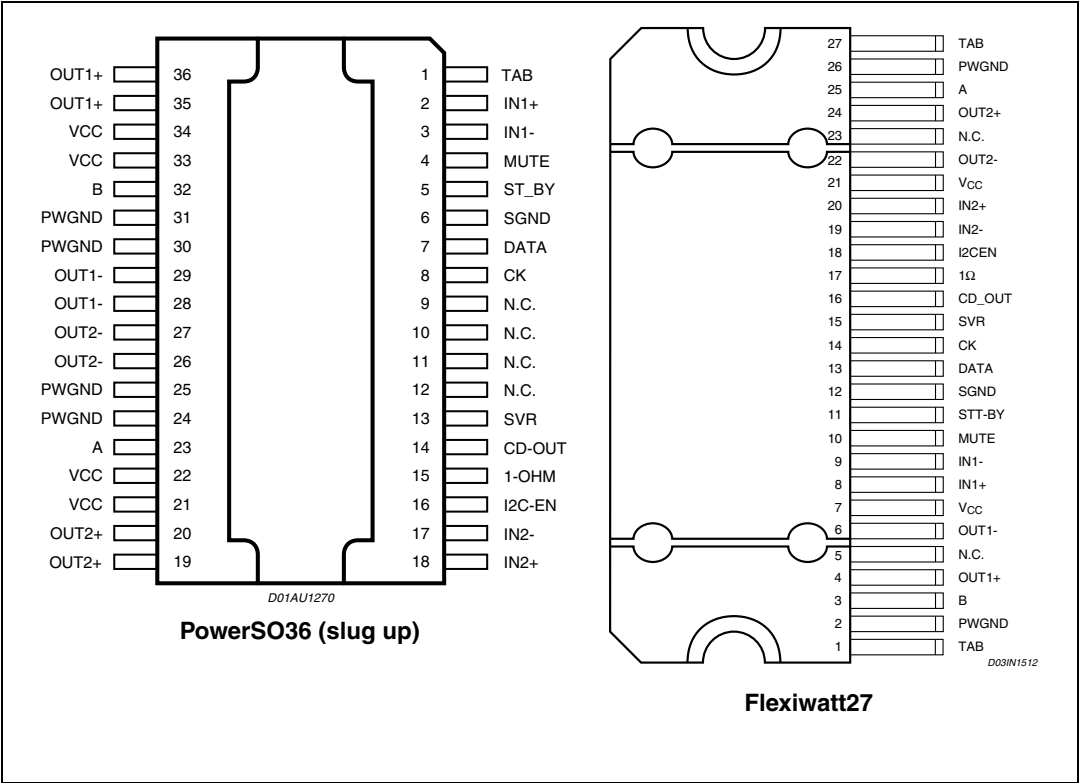 OUT1+ 36
OUT1+ 35
VCC 34
VCC 33
B 32
PWGND 31
PWGND 30
OUT1- 29
OUT1- 28
OUT2- 27
OUT2- 26
PWGND 25
PWGND 24
A 23
VCC 22
VCC 21
OUT2+ 20
OUT2+ 19
1 TAB
2 IN1+
3 IN1-
4 MUTE
5 ST_BY
6 SGND
7 DATA
8 CK
9 N.C.
10 N.C.
11 N.C.
12 N.C.
13 SVR
14 CD-OUT
15 1-OHM
16 I2C-EN
17 IN2-
18 IN2+
D01AU1270
PowerSO36 (slug up)
27 TAB
26 PWGND
25 A
24 OUT2+
23 N.C.
22 OUT2-
21 VCC
20 IN2+
19 IN2-
18 I2CEN
17 1Ω
16 CD_OUT
15 SVR
14 CK
13 DATA
12 SGND
11 STT-BY
10 MUTE
9 IN1-
8 IN1+
7 VCC
6 OUT1-
5 N.C.
4 OUT1+
3 B
2 PWGND
1 TAB
D03IN1512
Flexiwatt27